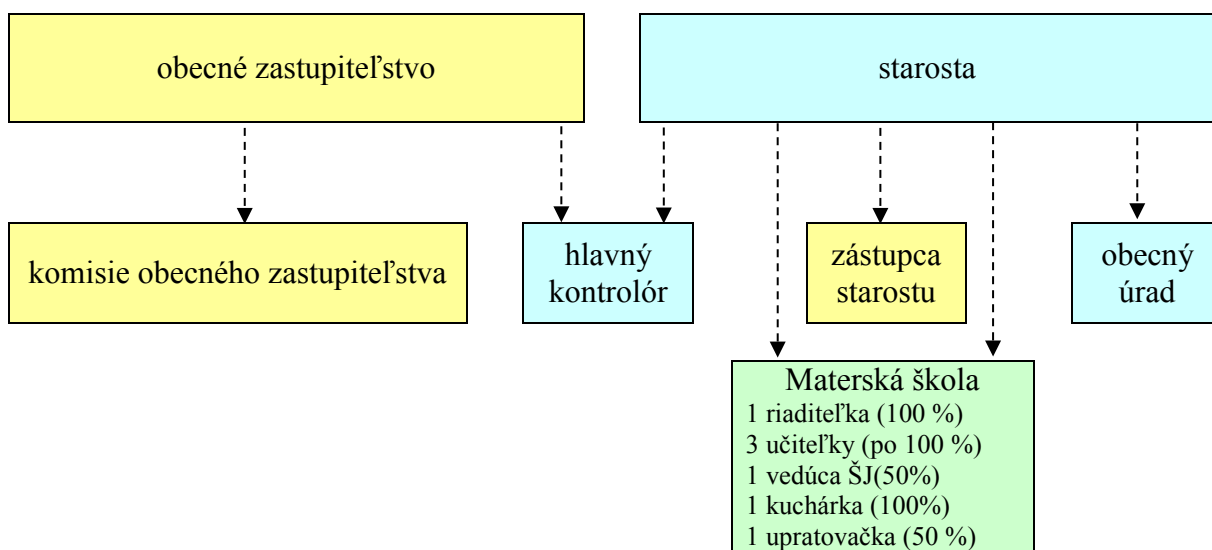 obecné zastupiteľstvo
starosta
komisie obecného zastupiteľstva
hlavný
kontrolór
zástupca
starostu
obecný
úrad
Materská škola
1 riaditeľka (100 %)
3 učiteľky (po 100 %)
1 vedúca ŠJ(50%)
1 kuchárka (100%)
1 upratovačka (50 %)